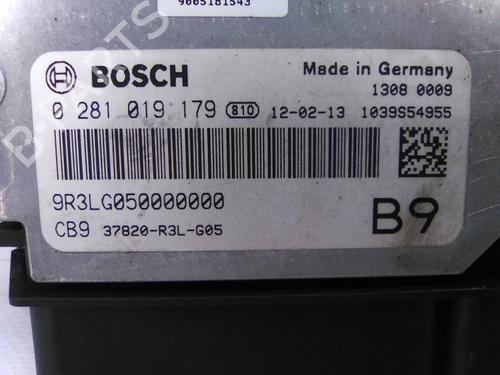 9005181543
BOSCH
Made in Germany
1308 0009
0 281 019 179 810 12-02-13 1039S54955
9R3LG050000000
CB9 37820-R3L-G05
B9